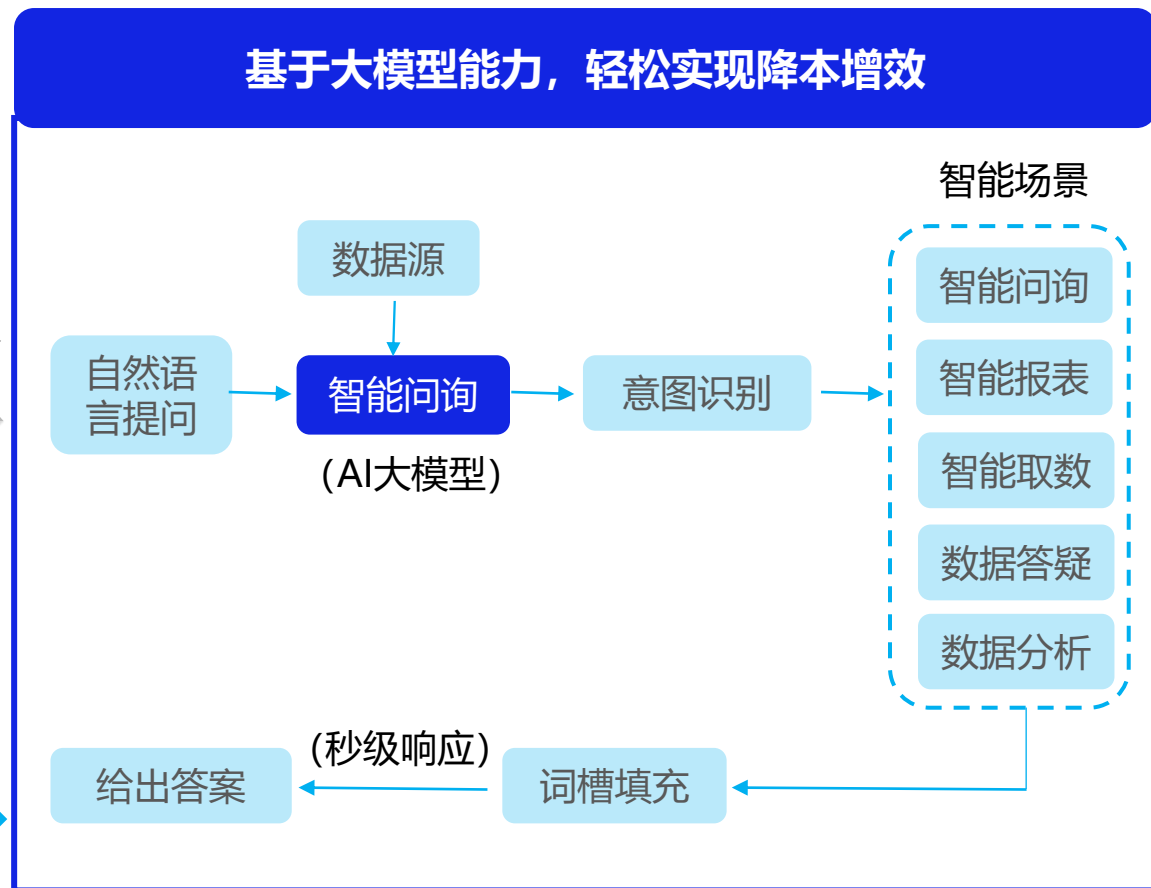 基于大模型能力，轻松实现降本增效
智能场景
数据源
智能问询
自然语
言提问
智能问询
意图识别
智能报表
(AI大模型)
智能取数
数据答疑
数据分析
(秒级响应)
给出答案
词槽填充